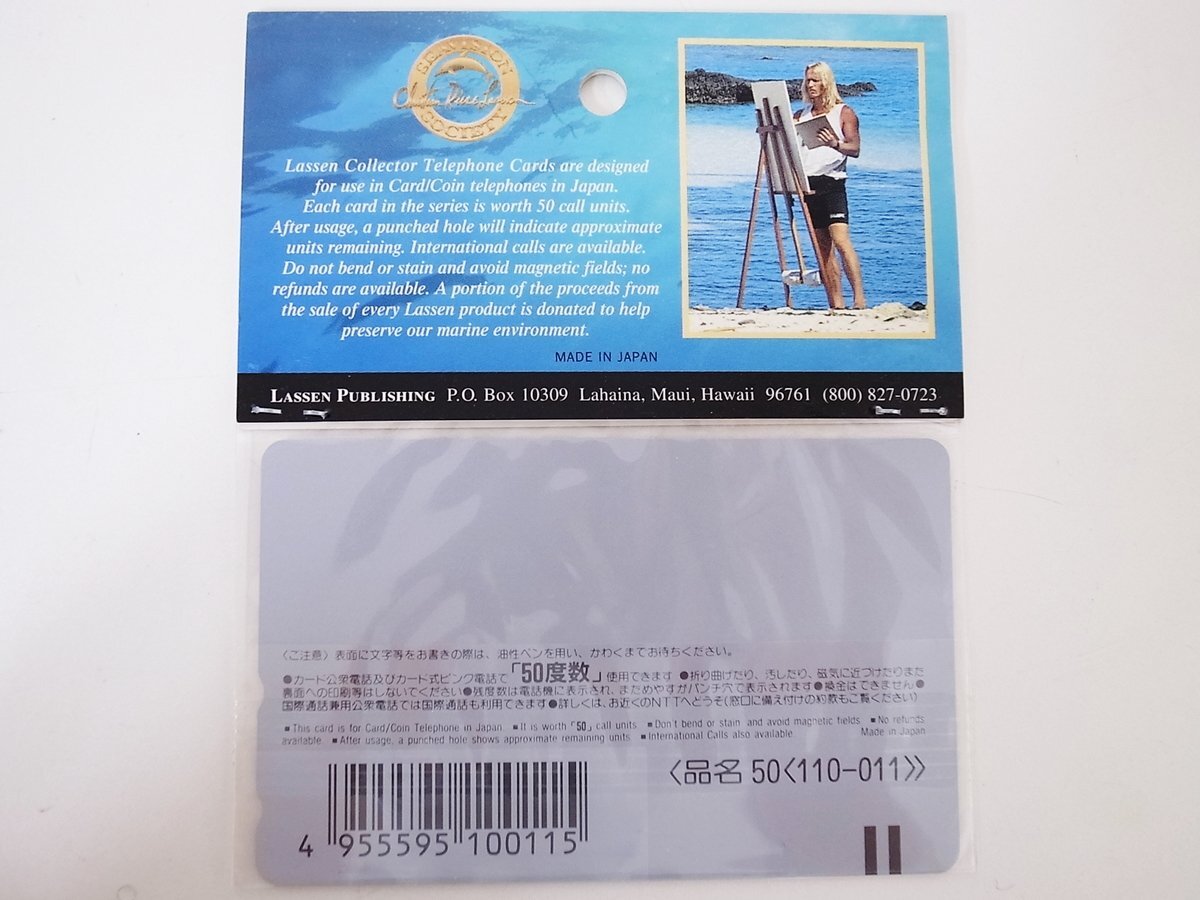 SEAVISION
Christian Riese Lassen
SOCIETY
Lassen Collector Telephone Cards are designed
for use in Card/Coin telephones in Japan.
Each card in the series is worth 50 call units.
After usage, a punched hole will indicate approximate
units remaining. International calls are available.
Do not bend or stain and avoid magnetic fields; no
refunds are available. A portion of the proceeds from
the sale of every Lassen product is donated to help
preserve our marine environment.
MADE IN JAPAN
LASSEN PUBLISHING P.O. Box 10309 Lahaina, Maui, Hawaii 96761 (800) 827-0723
〈ご注意〉表面に文字等をお書きの際は、油性ペンを用い、かわくまでお待ちください。
●カード公衆電話及びカード式ピンク電話で「50度数」使用できます●折り曲げたり、汚したり、磁気に近づけたりまた
裏面への印刷等はしないでください●残度数は電話機に表示され、まためやすがパンチ穴で表示されます●換金はできません●
国際通話兼用公衆電話では国際通話も利用できます●詳しくは、お近くのNTTへどうぞ(窓口に備え付けの約款もご覧ください)
■This card is for Card/Coin Telephone in Japan. ■It is worth「50」call units. ■Don't bend or stain and avoid magnetic fields. ■No refunds
available. ■After usage, a punched hole shows approximate remaining units. ■International Calls also available. Made in Japan
〈品名 50〈110-011〉〉
4 955595 100115